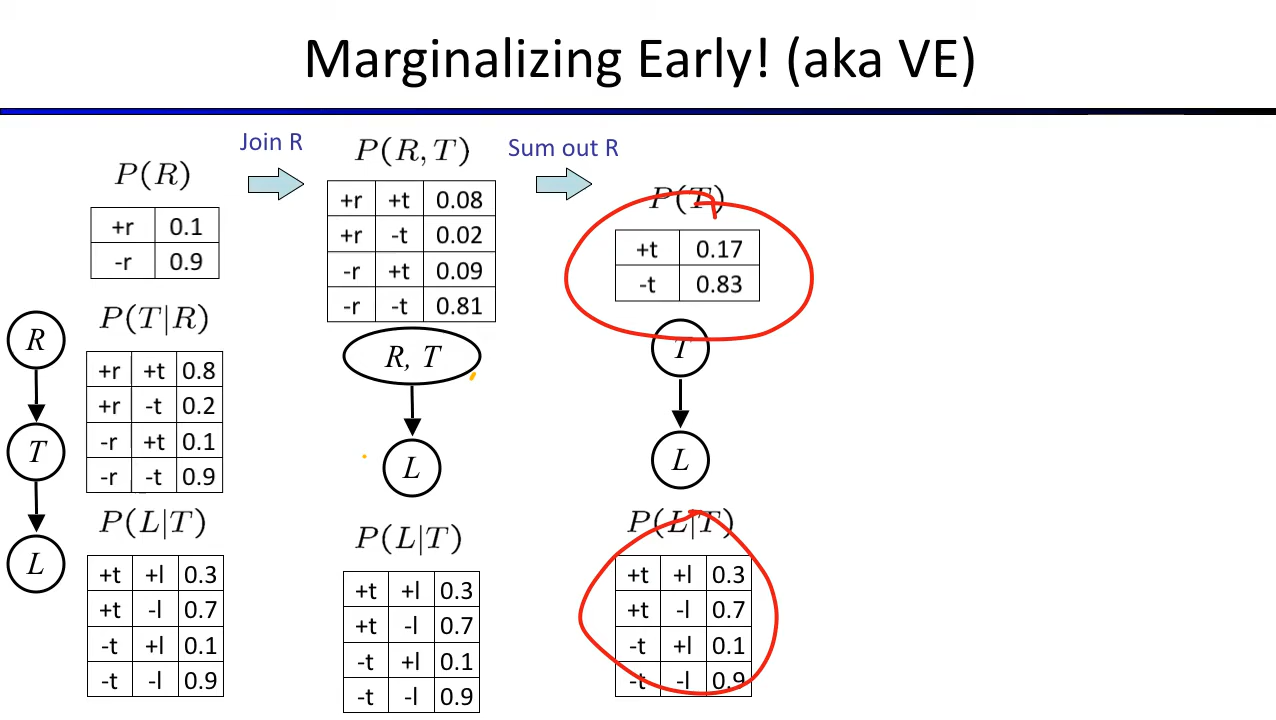 Marginalizing Early! (aka VE)
Join R
Sum out R
P(R)
+r 0.1
-r 0.9
P(T|R)
+r +t 0.8
+r -t 0.2
-r +t 0.1
-r -t 0.9
P(L|T)
+t +l 0.3
+t -l 0.7
-t +l 0.1
-t -l 0.9
R
T
L
P(R, T)
+r +t 0.08
+r -t 0.02
-r +t 0.09
-r -t 0.81
R, T
L
P(L|T)
+t +l 0.3
+t -l 0.7
-t +l 0.1
-t -l 0.9
P(T)
+t 0.17
-t 0.83
T
L
P(L|T)
+t +l 0.3
+t -l 0.7
-t +l 0.1
-t -l 0.9